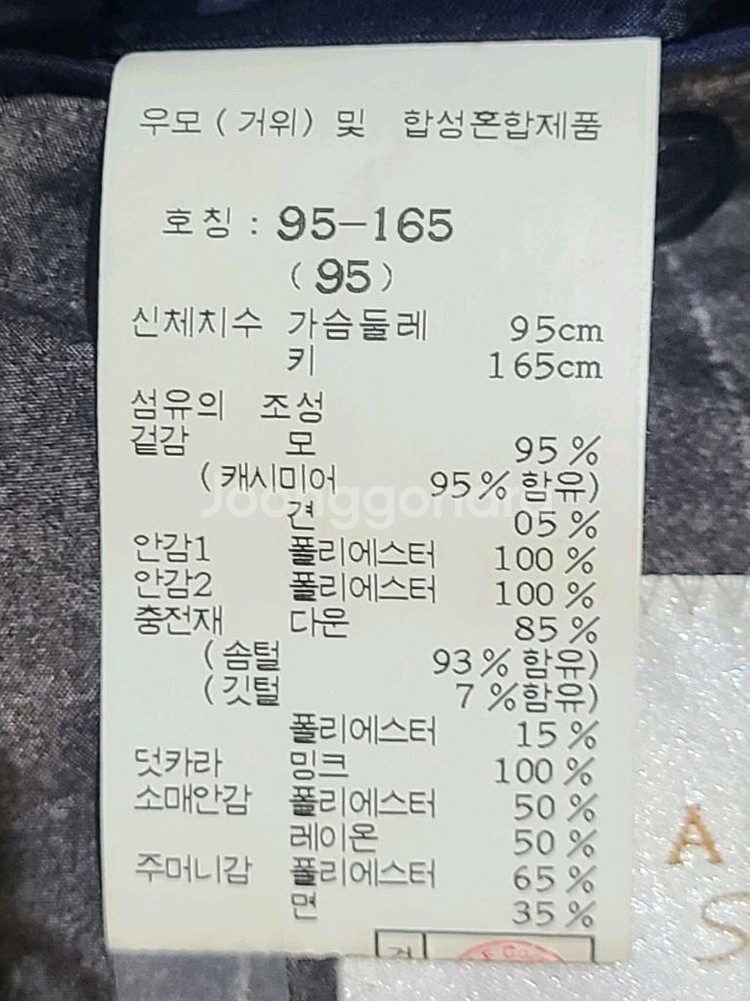 우모 (거위) 및 합성혼합제품
호칭 : 95-165
(95)
신체치수 가슴둘레 95cm
키 165cm
섬유의 조성
겉감 모 95%
(캐시미어 95%함유)
견 05%
안감1 폴리에스터 100%
안감2 폴리에스터 100%
충전재 다운 85%
(솜털 93%함유)
(깃털 7%함유)
폴리에스터 15%
덧카라 밍크 100%
소매안감 폴리에스터 50%
레이온 50%
주머니감 폴리에스터 65%
면 35%
A
S